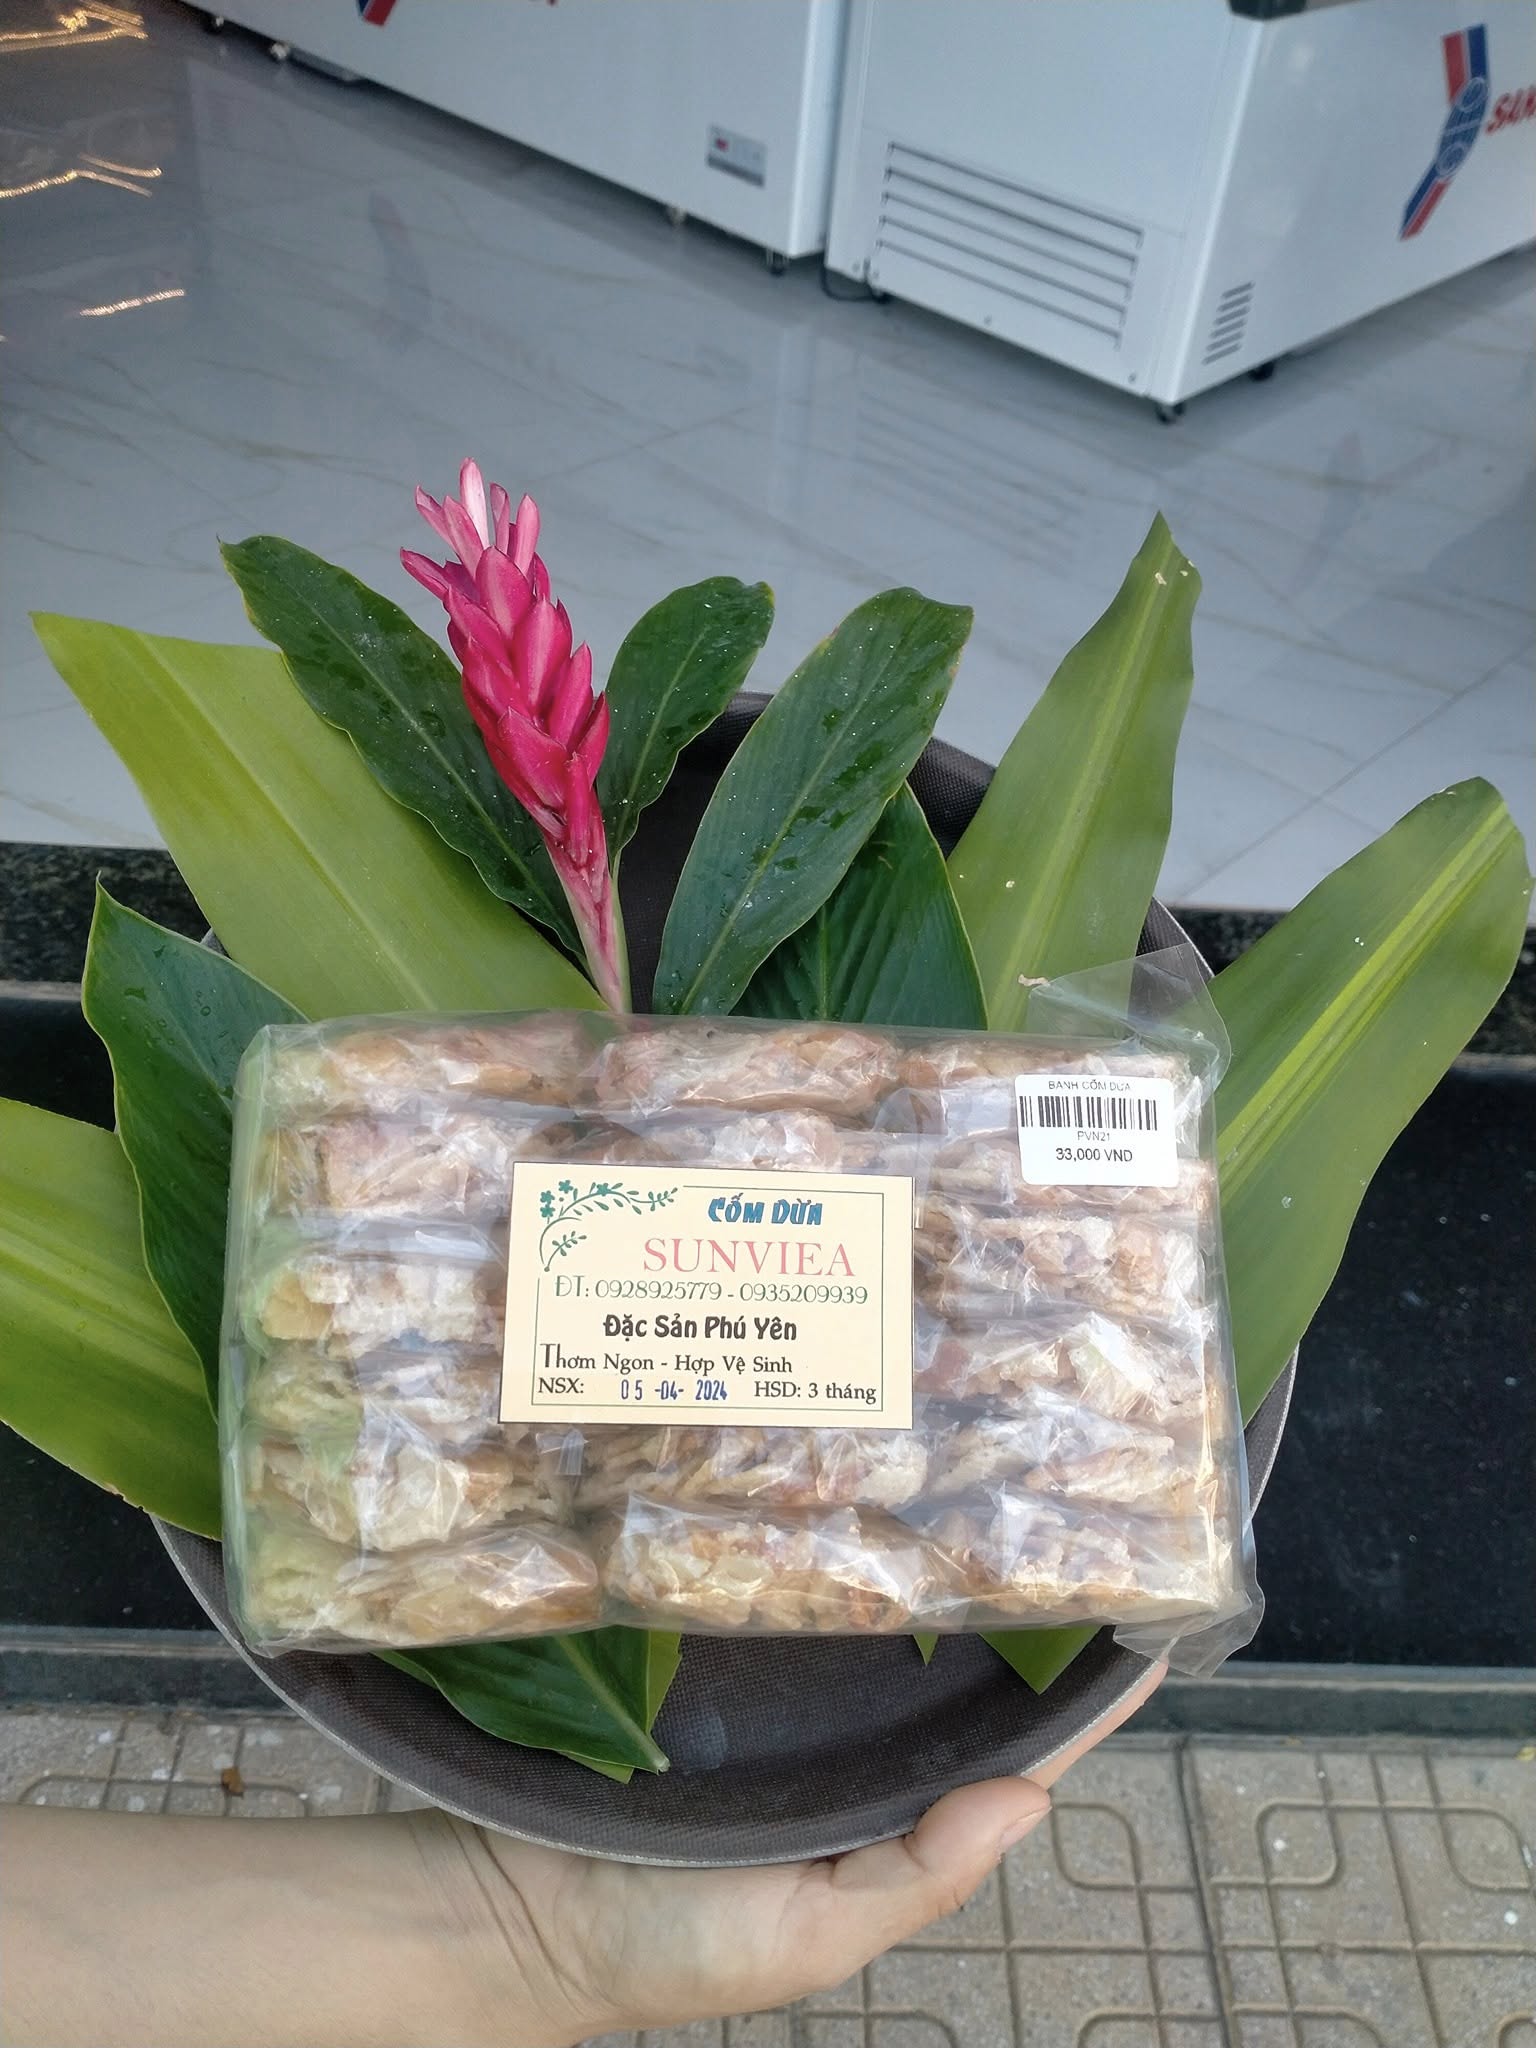 BÁNH CỐM DỪA
PVN21
33,000 VND
CỐM DỪA
SUNVIEA
ĐT: 0928925779 - 0935209939
Đặc Sản Phú Yên
Thơm Ngon - Hợp Vệ Sinh
NSX: 05 -04- 2024 HSD: 3 tháng